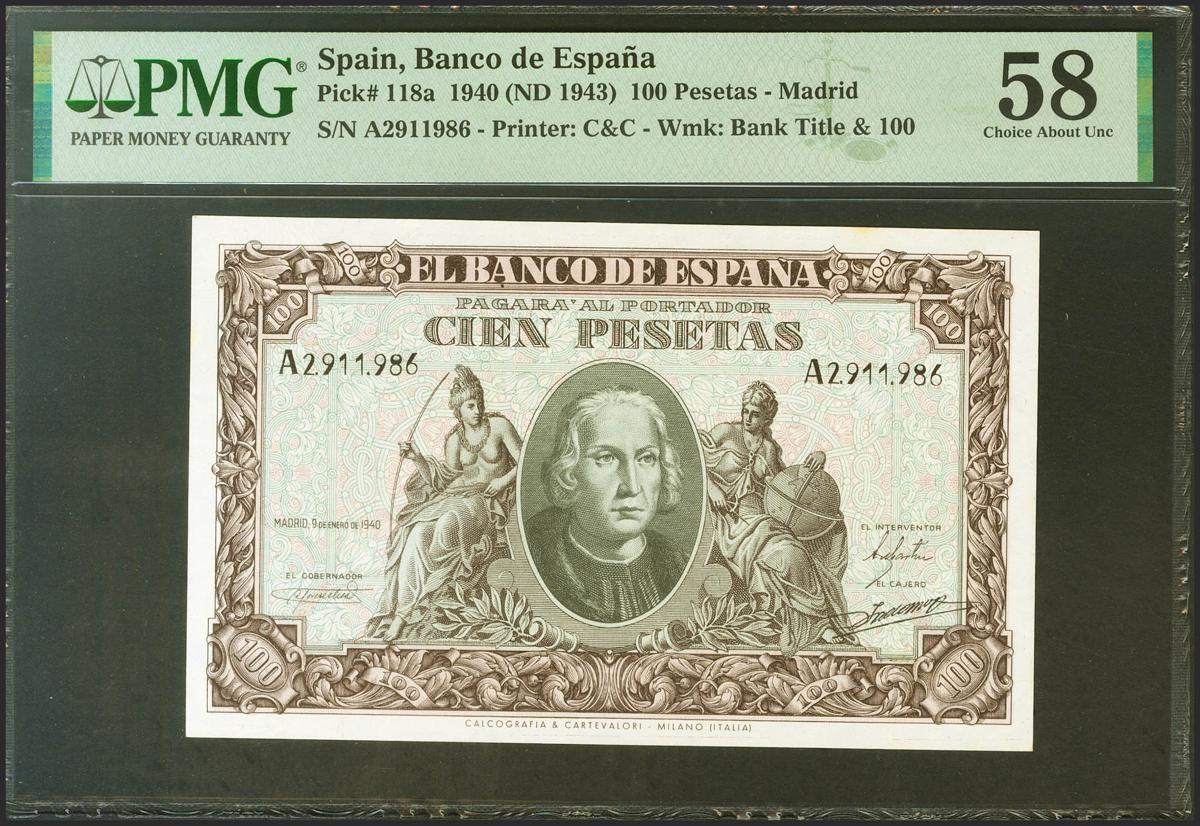 PMG®
PAPER MONEY GUARANTY
Spain, Banco de España
Pick# 118a 1940 (ND 1943) 100 Pesetas - Madrid
S/N A2911986 - Printer: C&C - Wmk: Bank Title & 100
58
Choice About Unc
100 100
EL BANCO DE ESPAÑA
100 100
PAGARA' AL PORTADOR
CIEN PESETAS
A2.911.986 A2.911.986
MADRID, 9 DE ENERO DE 1940
EL INTERVENTOR
EL GOBERNADOR
EL CAJERO
100 100
100 100
CALCOGRAFIA & CARTEVALORI - MILANO (ITALIA)